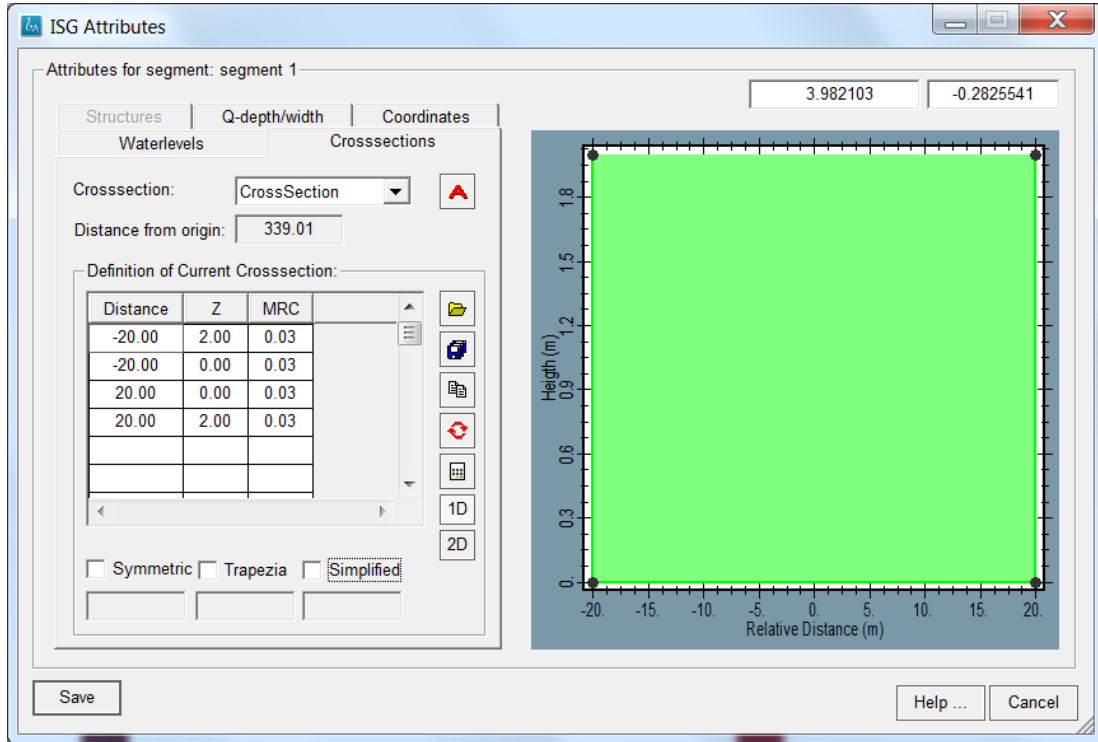 ISG Attributes
Attributes for segment: segment 1
3.982103 -0.2825541
Structures Q-depth/width Coordinates
Waterlevels Crosssections
Crosssection: CrossSection A
Distance from origin: 339.01
Definition of Current Crosssection:
Distance Z MRC
-20.00 2.00 0.03
-20.00 0.00 0.03
20.00 0.00 0.03
20.00 2.00 0.03
1D
2D
Symmetric Trapezia Simplified
Heigth (m)
1.8
1.5
1.2
0.9
0.6
0.3
0.
-20. -15. -10. -5. 0. 5. 10. 15. 20.
Relative Distance (m)
Save Help ... Cancel